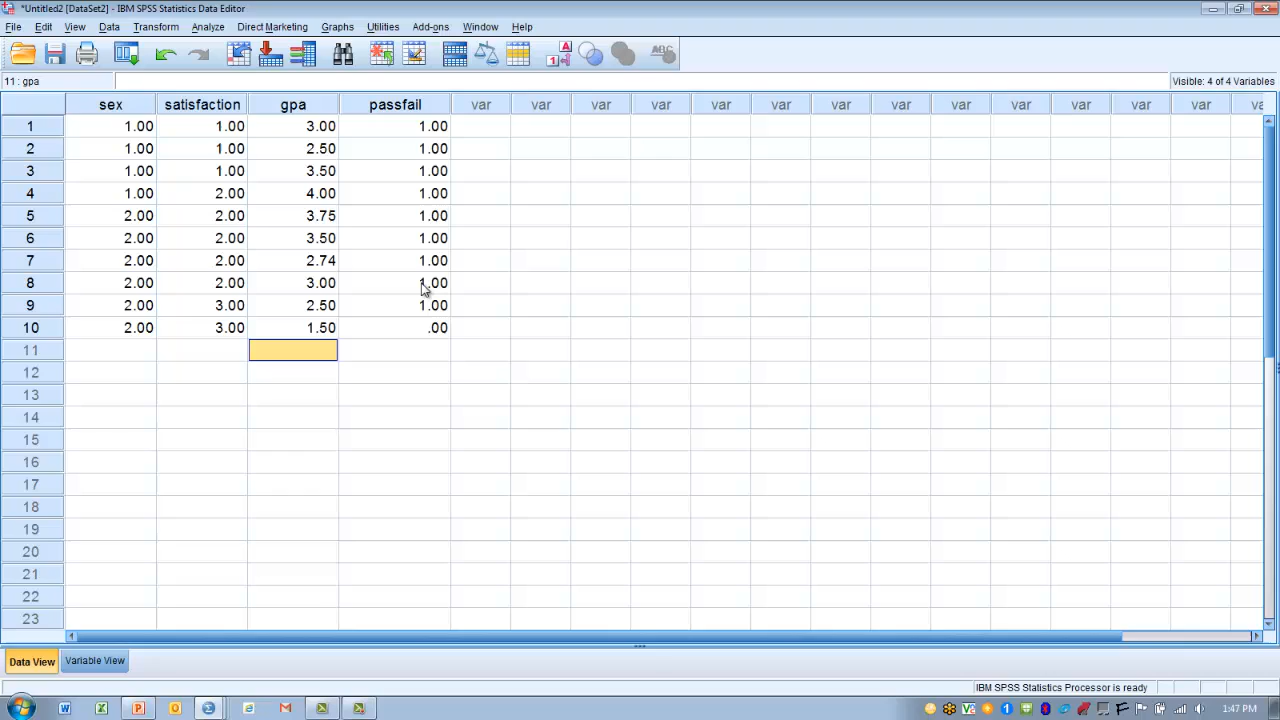 *Untitled2 [DataSet2] - IBM SPSS Statistics Data Editor
File Edit View Data Transform Analyze Direct Marketing Graphs Utilities Add-ons Window Help
11 : gpa Visible: 4 of 4 Variables
sex satisfaction gpa passfail var var var var var var var var var var var var var va
1 1.00 1.00 3.00 1.00
2 1.00 1.00 2.50 1.00
3 1.00 1.00 3.50 1.00
4 1.00 2.00 4.00 1.00
5 2.00 2.00 3.75 1.00
6 2.00 2.00 3.50 1.00
7 2.00 2.00 2.74 1.00
8 2.00 2.00 3.00 1.00
9 2.00 3.00 2.50 1.00
10 2.00 3.00 1.50 .00
11
12
13
14
15
16
17
18
19
20
21
22
23
Data View Variable View
IBM SPSS Statistics Processor is ready
1:47 PM